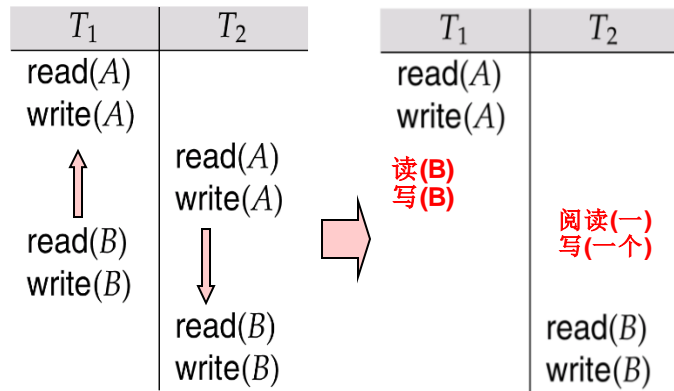 T1 T2
read(A)
write(A)
read(A)
write(A)
read(B)
write(B)
read(B)
write(B)
T1 T2
read(A)
write(A)
读(B)
写(B)
阅读(一)
写(一个)
read(B)
write(B)